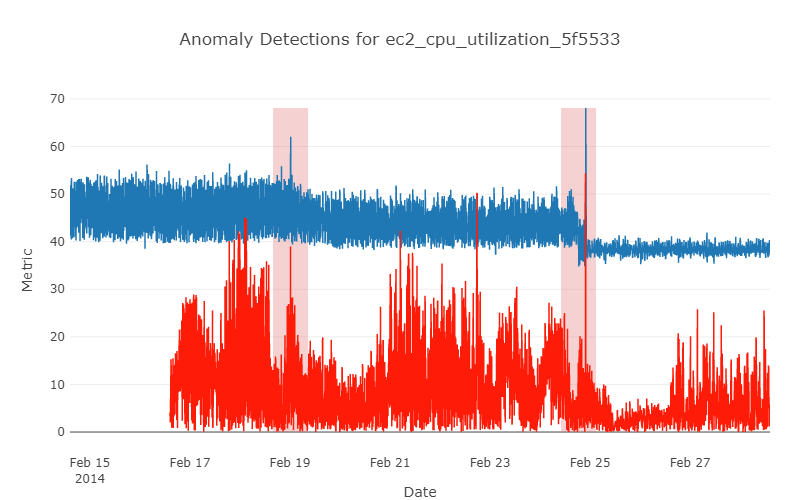 Anomaly Detections for ec2_cpu_utilization_5f5533
70
60
50
40
30
20
10
0
Metric
Feb 15 Feb 17 Feb 19 Feb 21 Feb 23 Feb 25 Feb 27
2014
Date